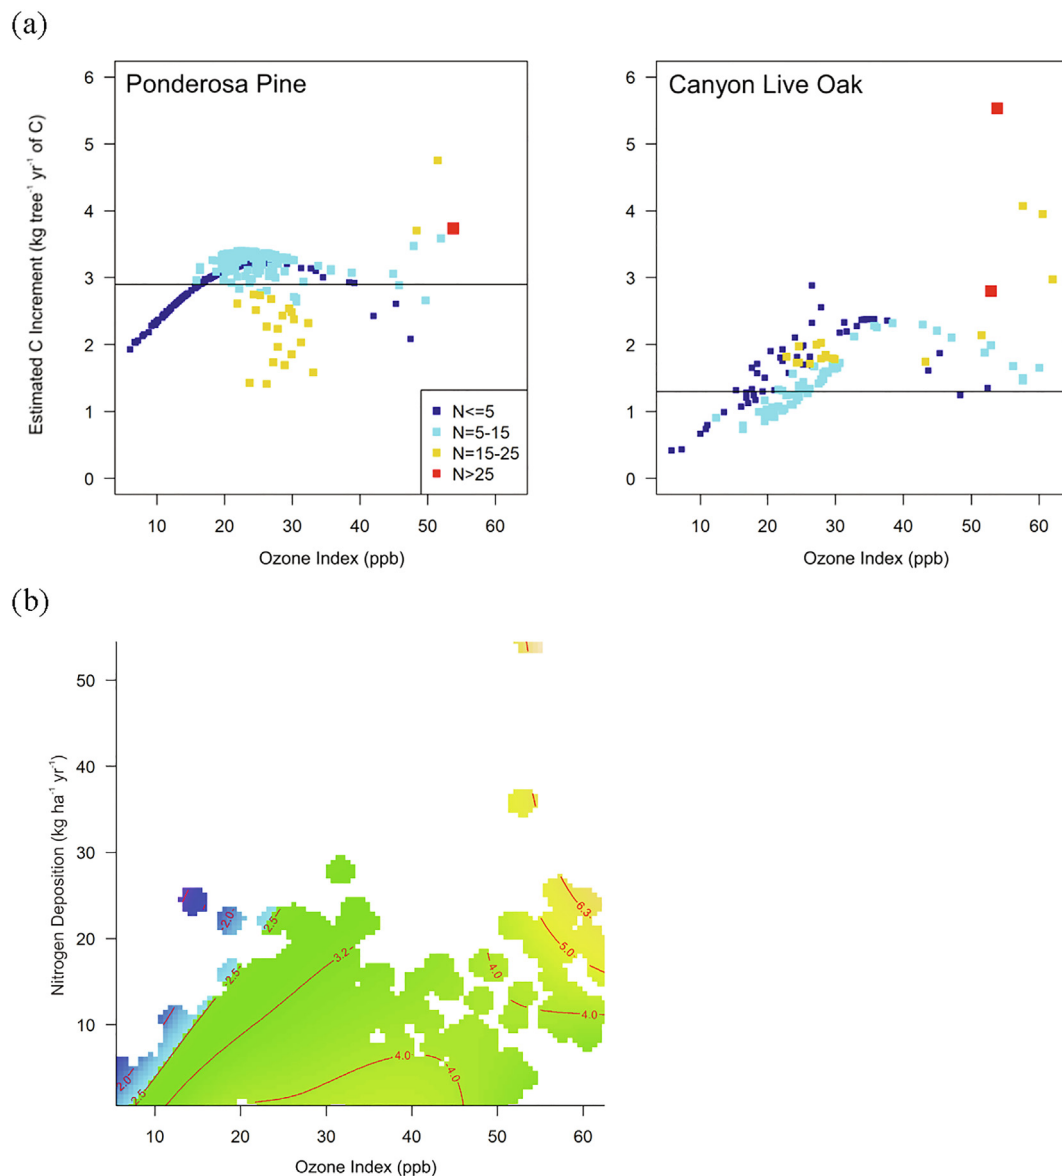 (a)
Ponderosa Pine
Canyon Live Oak
Estimated C Increment (kg tree⁻¹ yr⁻¹ of C)
6
5
4
3
2
1
0
N<=5
N=5-15
N=15-25
N>25
10 20 30 40 50 60
Ozone Index (ppb)
6
5
4
3
2
1
0
10 20 30 40 50 60
Ozone Index (ppb)
(b)
Nitrogen Deposition (kg ha⁻¹ yr⁻¹)
50
40
30
20
10
2.0
2.5
2.5
2.0
2.5
3.2
4.0
4.0
4.0
6.3
5.0
4.0
10 20 30 40 50 60
Ozone Index (ppb)